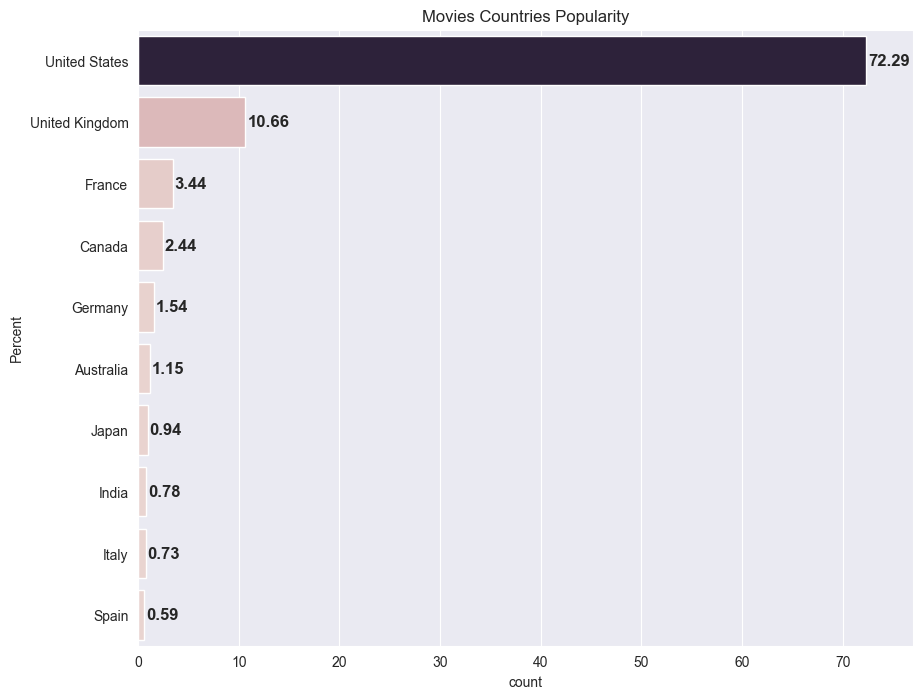 Movies Countries Popularity
United States 72.29
United Kingdom 10.66
France 3.44
Canada 2.44
Germany 1.54
Australia 1.15
Japan 0.94
India 0.78
Italy 0.73
Spain 0.59
Percent
0 10 20 30 40 50 60 70
count